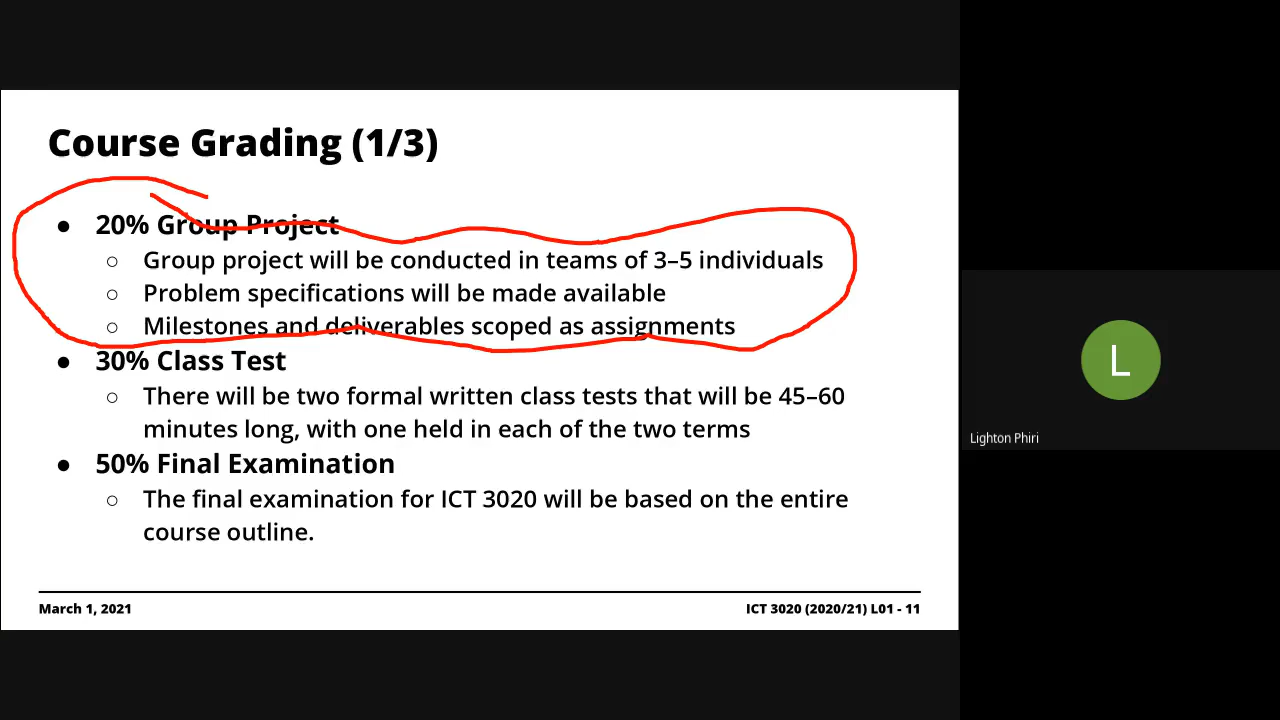 Course Grading (1/3)
● 20% Group Project
○ Group project will be conducted in teams of 3–5 individuals
○ Problem specifications will be made available
○ Milestones and deliverables scoped as assignments
● 30% Class Test
○ There will be two formal written class tests that will be 45–60
minutes long, with one held in each of the two terms
● 50% Final Examination
○ The final examination for ICT 3020 will be based on the entire
course outline.
March 1, 2021
ICT 3020 (2020/21) L01 - 11
L
Lighton Phiri